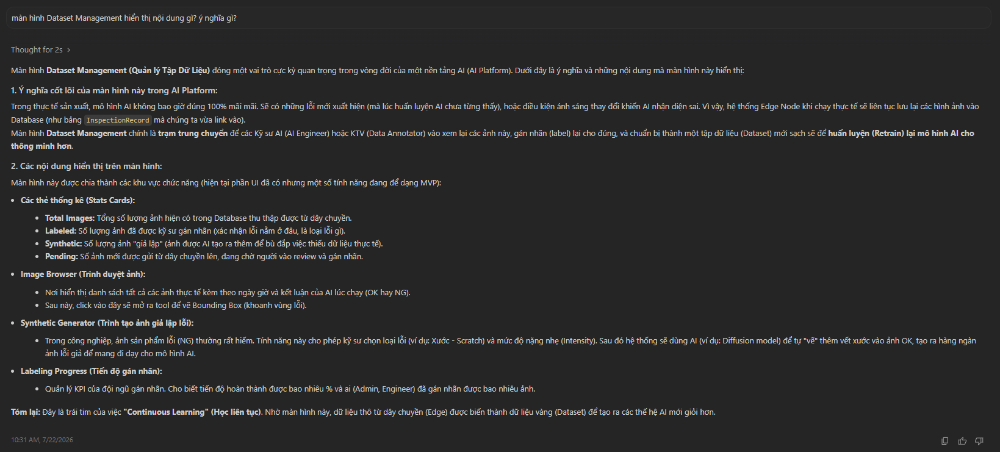 màn hình Dataset Management hiển thị nội dung gì? ý nghĩa gì?
Thought for 2s >
Màn hình Dataset Management (Quản lý Tập Dữ Liệu) đóng một vai trò cực kỳ quan trọng trong vòng đời của một nền tảng AI (AI Platform). Dưới đây là ý nghĩa và những nội dung mà màn hình này hiển thị:
1. Ý nghĩa cốt lõi của màn hình này trong AI Platform:
Trong thực tế sản xuất, mô hình AI không bao giờ đúng 100% mãi mãi. Sẽ có những lỗi mới xuất hiện (mà lúc huấn luyện AI chưa từng thấy), hoặc điều kiện ánh sáng thay đổi khiến AI nhận diện sai. Vì vậy, hệ thống Edge Node khi chạy thực tế sẽ liên tục lưu lại các hình ảnh vào
Database (như bảng InspectionRecord mà chúng ta vừa link vào).
Màn hình Dataset Management chính là trạm trung chuyển để các Kỹ sư AI (AI Engineer) hoặc KTV (Data Annotator) vào xem lại các ảnh này, gán nhãn (label) lại cho đúng, và chuẩn bị thành một tập dữ liệu (Dataset) mới sạch sẽ để huấn luyện (Retrain) lại mô hình AI cho
thông minh hơn.
2. Các nội dung hiển thị trên màn hình:
Màn hình này được chia thành các khu vực chức năng (hiện tại phần UI đã có nhưng một số tính năng đang để dạng MVP):
• Các thẻ thống kê (Stats Cards):
• Total Images: Tổng số lượng ảnh hiện có trong Database thu thập được từ dây chuyền.
• Labeled: Số lượng ảnh đã được kỹ sư gán nhãn (xác nhận lỗi nằm ở đâu, là loại lỗi gì).
• Synthetic: Số lượng ảnh "giả lập" (ảnh được AI tạo ra thêm để bù đắp việc thiếu dữ liệu thực tế).
• Pending: Số ảnh mới được gửi từ dây chuyền lên, đang chờ người vào review và gán nhãn.
• Image Browser (Trình duyệt ảnh):
• Nơi hiển thị danh sách tất cả các ảnh thực tế kèm theo ngày giờ và kết luận của AI lúc chạy (OK hay NG).
• Sau này, click vào đây sẽ mở ra tool để vẽ Bounding Box (khoanh vùng lỗi).
• Synthetic Generator (Trình tạo ảnh giả lập lỗi):
• Trong công nghiệp, ảnh sản phẩm lỗi (NG) thường rất hiếm. Tính năng này cho phép kỹ sư chọn loại lỗi (ví dụ: Xước - Scratch) và mức độ nặng nhẹ (Intensity). Sau đó hệ thống sẽ dùng AI (ví dụ: Diffusion model) để tự "vẽ" thêm vết xước vào ảnh OK, tạo ra hàng ngàn
ảnh lỗi giả để mang đi dạy cho mô hình AI.
• Labeling Progress (Tiến độ gán nhãn):
• Quản lý KPI của đội ngũ gán nhãn. Cho biết tiến độ hoàn thành được bao nhiêu % và ai (Admin, Engineer) đã gán nhãn được bao nhiêu ảnh.
Tóm lại: Đây là trái tim của việc "Continuous Learning" (Học liên tục). Nhờ màn hình này, dữ liệu thô từ dây chuyền (Edge) được biến thành dữ liệu vàng (Dataset) để tạo ra các thế hệ AI mới giỏi hơn.
10:31 AM, 7/22/2026